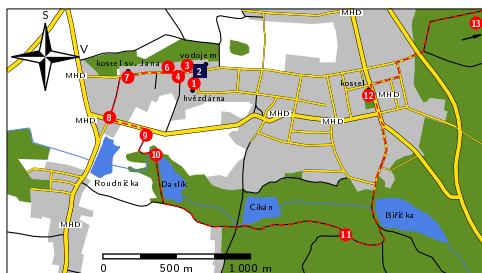 S
V
MHD
13
vodojem
kostel sv. Jana
6
3
2
7
4
1
MHD
hvězdárna
kostel
12
MHD
8
MHD
MHD
9
10
Roudnička
Datlík
Cikán
Biřička
MHD
11
0 500 m 1 000 m